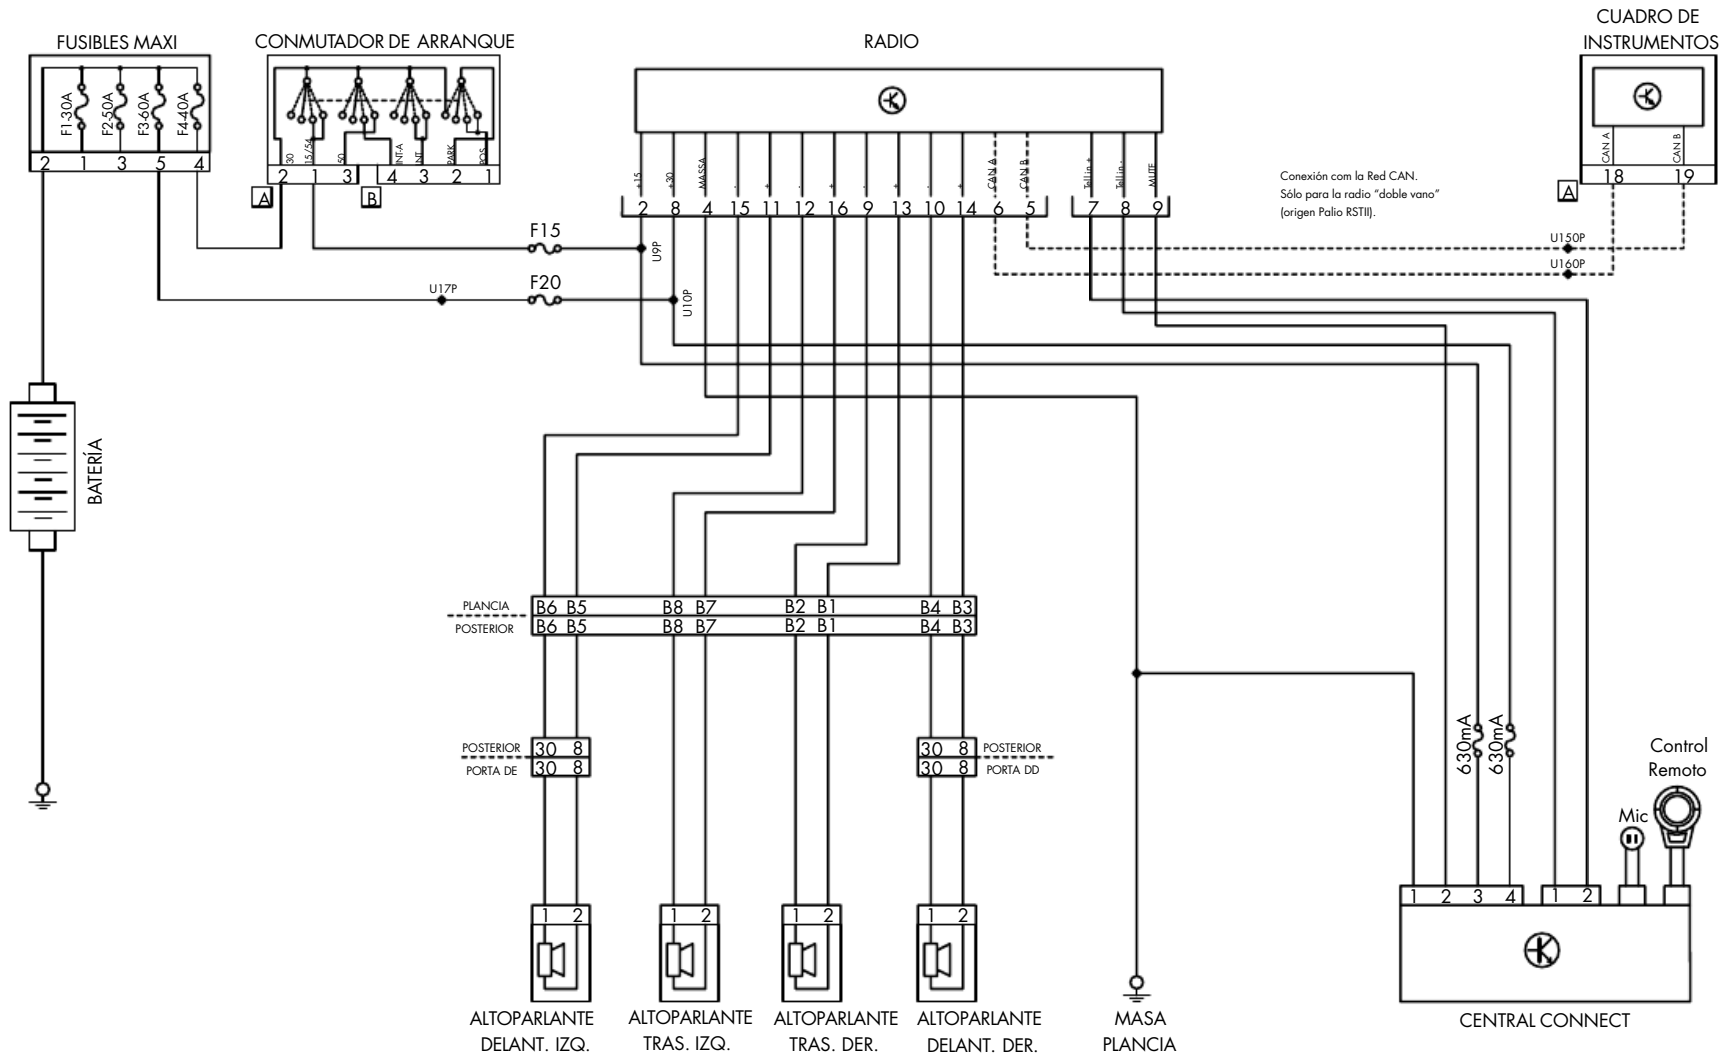 FUSIBLES MAXI
F1-30A
F2-50A
F3-60A
F4-40A
2 1 3 5 4
CONMUTADOR DE ARRANQUE
30
15/54
50
INT-A
INT
PARK
POS
2 1 3 4 3 2 1
A
B
RADIO
+15
+30
MASSA
-
+
-
+
-
+
-
+
CAN A
CAN B
Tel.in +
Tel.in -
MUTE
2 8 4 15 11 12 16 9 13 10 14 6 5 7 8 9
CUADRO DE
INSTRUMENTOS
CAN A
CAN B
18 19
A
Conexión com la Red CAN.
Sólo para la radio "doble vano"
(origen Palio RSTII).
F15
U9P
U150P
U160P
U17P
F20
U10P
BATERÍA
PLANCIA
B6 B5 B8 B7 B2 B1 B4 B3
POSTERIOR
B6 B5 B8 B7 B2 B1 B4 B3
POSTERIOR
30 8
PORTA DE
30 8
30 8
POSTERIOR
30 8
PORTA DD
630mA
630mA
Control
Remoto
Mic
1 2 3 4 1 2
1 2
1 2
1 2
1 2
ALTOPARLANTE
DELANT. IZQ.
ALTOPARLANTE
TRAS. IZQ.
ALTOPARLANTE
TRAS. DER.
ALTOPARLANTE
DELANT. DER.
MASA
PLANCIA
CENTRAL CONNECT